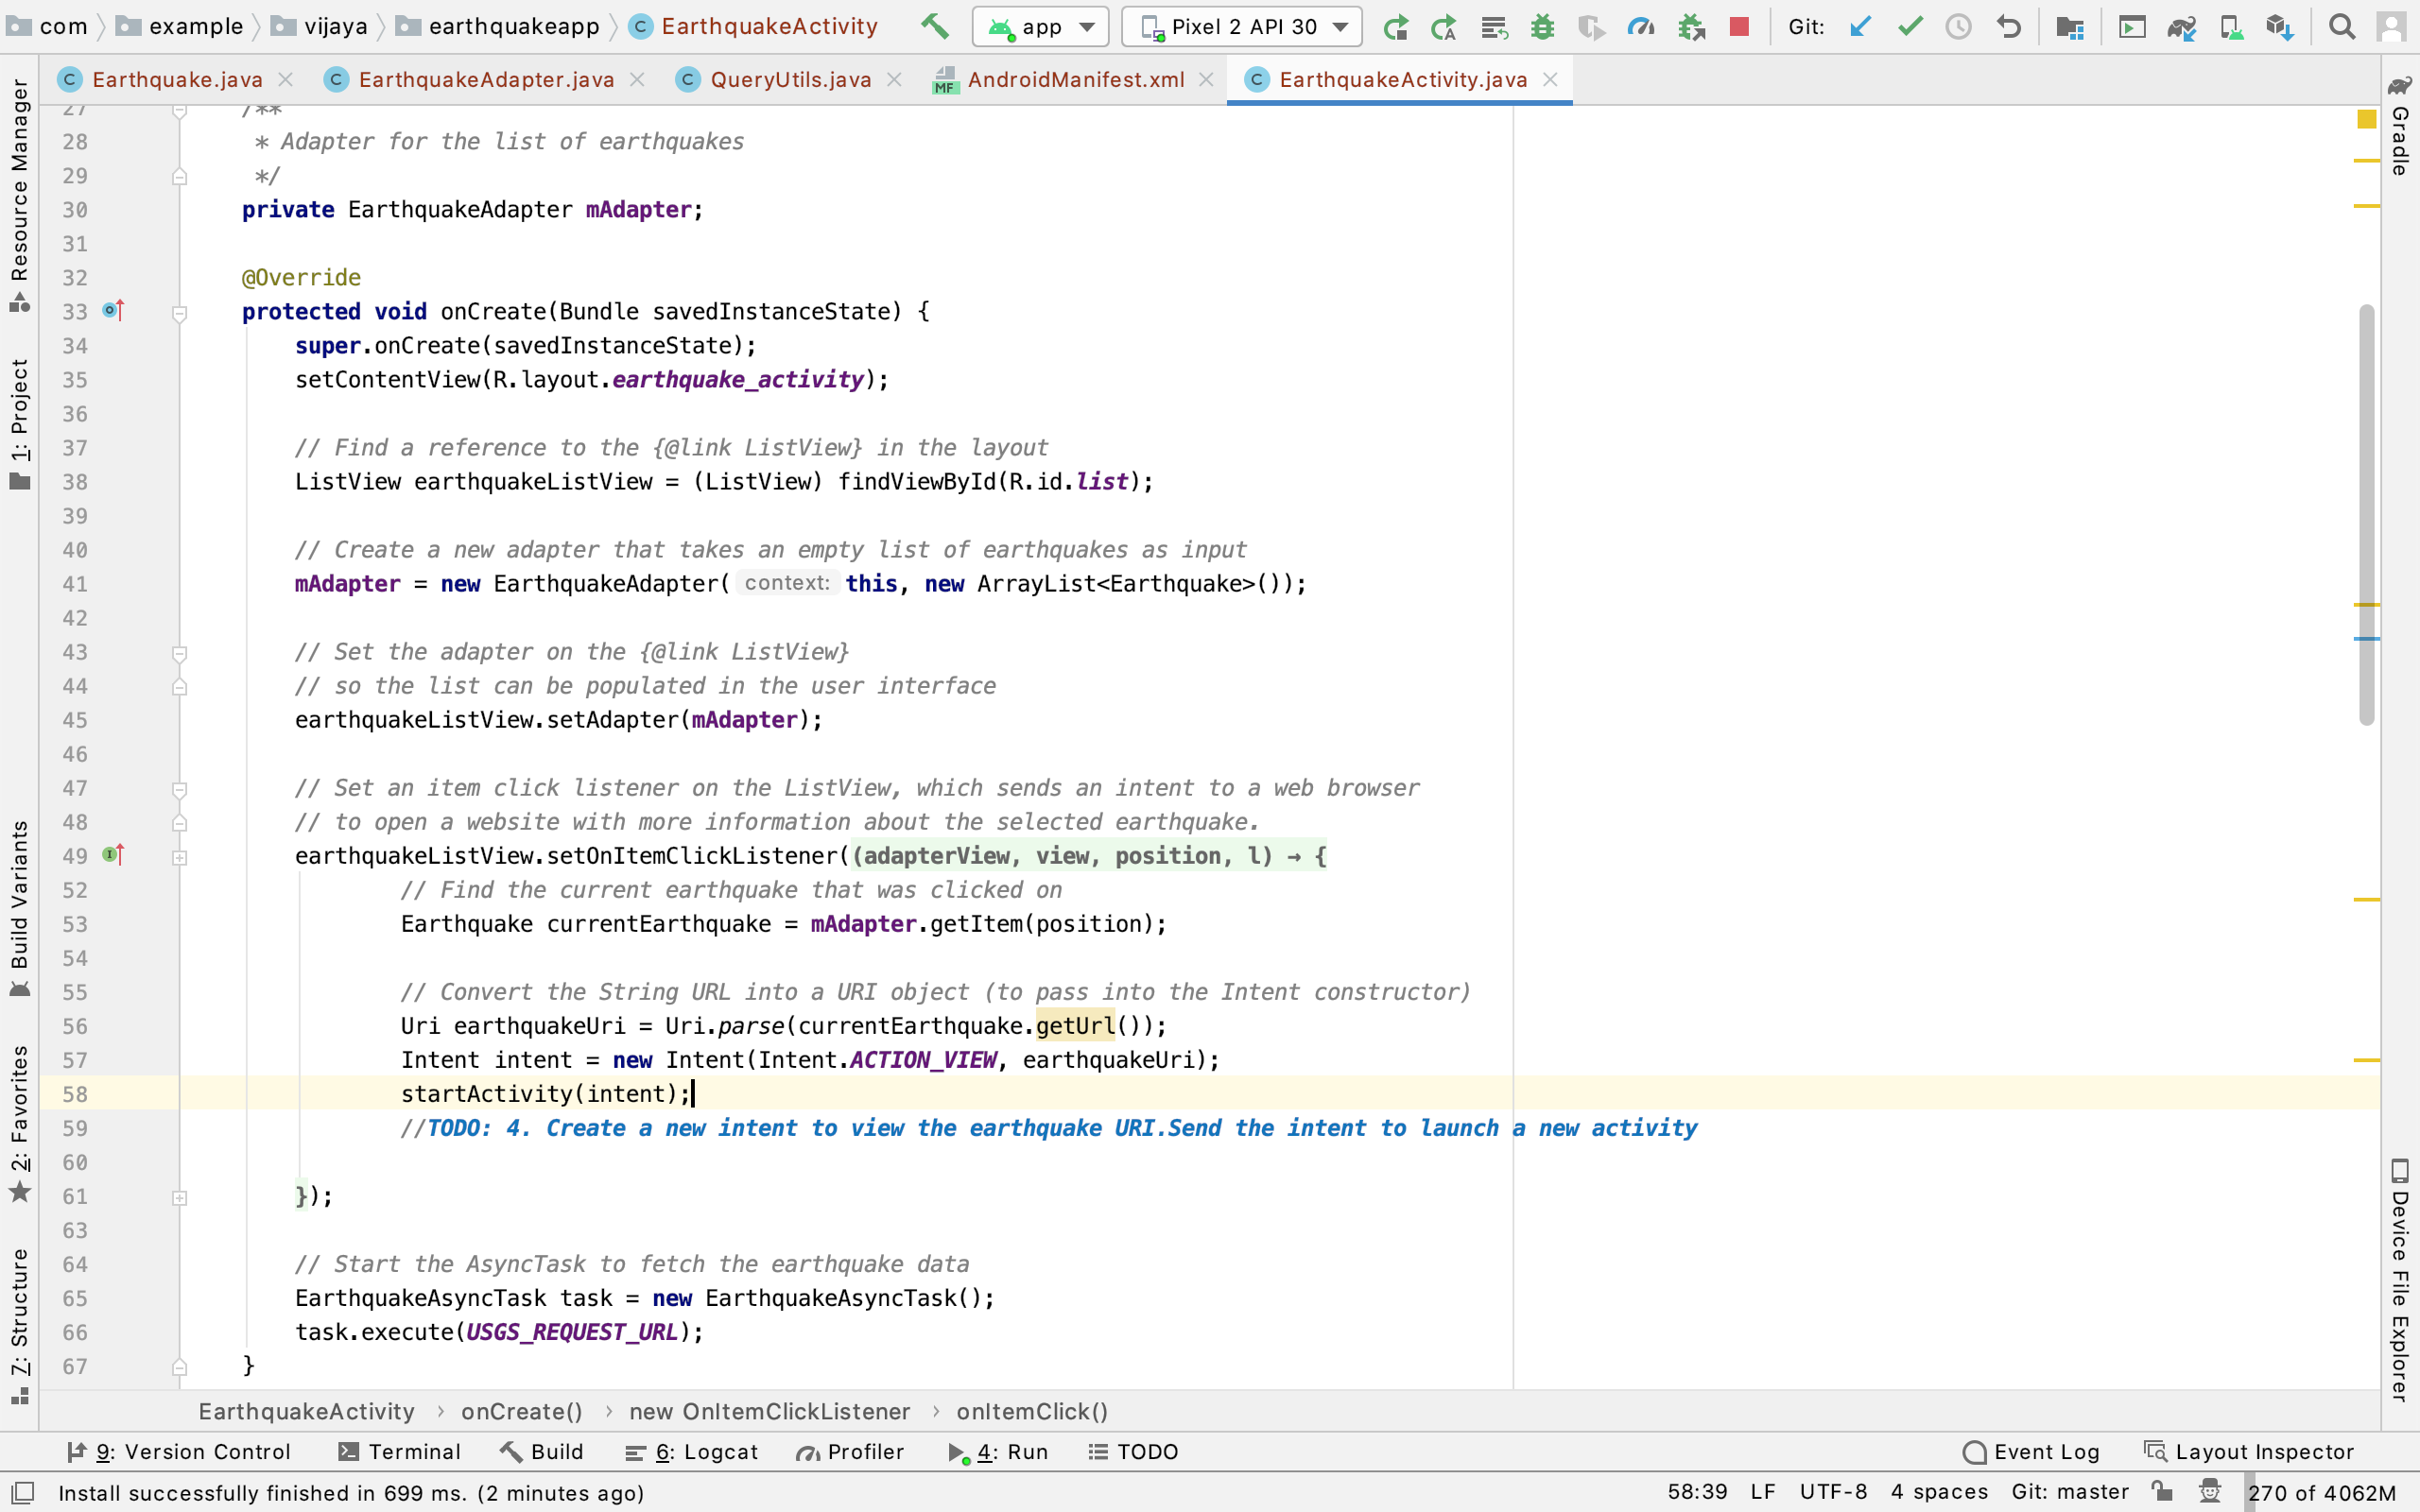 com example vijaya earthquakeapp EarthquakeActivity app Pixel 2 API 30 Git:
Earthquake.java EarthquakeAdapter.java QueryUtils.java AndroidManifest.xml EarthquakeActivity.java
27 /**
28 * Adapter for the list of earthquakes
29 */
30 private EarthquakeAdapter mAdapter;
31
32 @Override
33 protected void onCreate(Bundle savedInstanceState) {
34 super.onCreate(savedInstanceState);
35 setContentView(R.layout.earthquake_activity);
36
37 // Find a reference to the {@link ListView} in the layout
38 ListView earthquakeListView = (ListView) findViewById(R.id.list);
39
40 // Create a new adapter that takes an empty list of earthquakes as input
41 mAdapter = new EarthquakeAdapter( context: this, new ArrayList<Earthquake>());
42
43 // Set the adapter on the {@link ListView}
44 // so the list can be populated in the user interface
45 earthquakeListView.setAdapter(mAdapter);
46
47 // Set an item click listener on the ListView, which sends an intent to a web browser
48 // to open a website with more information about the selected earthquake.
49 earthquakeListView.setOnItemClickListener((adapterView, view, position, l) → {
52 // Find the current earthquake that was clicked on
53 Earthquake currentEarthquake = mAdapter.getItem(position);
54
55 // Convert the String URL into a URI object (to pass into the Intent constructor)
56 Uri earthquakeUri = Uri.parse(currentEarthquake.getUrl());
57 Intent intent = new Intent(Intent.ACTION_VIEW, earthquakeUri);
58 startActivity(intent);
59 //TODO: 4. Create a new intent to view the earthquake URI.Send the intent to launch a new activity
60
61 });
63
64 // Start the AsyncTask to fetch the earthquake data
65 EarthquakeAsyncTask task = new EarthquakeAsyncTask();
66 task.execute(USGS_REQUEST_URL);
67 }
Resource Manager
1: Project
Build Variants
2: Favorites
7: Structure
Gradle
Device File Explorer
EarthquakeActivity › onCreate() › new OnItemClickListener › onItemClick()
9: Version Control Terminal Build 6: Logcat Profiler 4: Run TODO Event Log Layout Inspector
Install successfully finished in 699 ms. (2 minutes ago) 58:39 LF UTF-8 4 spaces Git: master 270 of 4062M